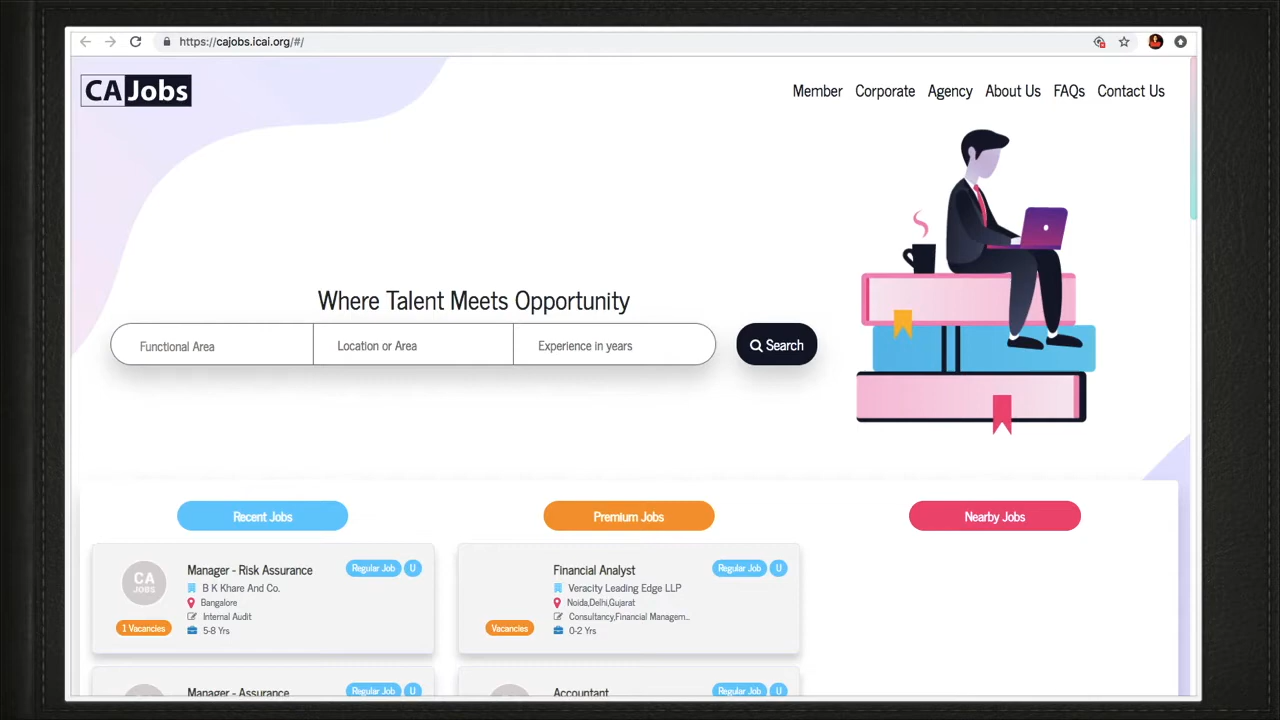 https://cajobs.icai.org/#/
CA Jobs
Member Corporate Agency About Us FAQs Contact Us
Where Talent Meets Opportunity
Functional Area Location or Area Experience in years Search
Recent Jobs Premium Jobs Nearby Jobs
CA JOBS
1 Vacancies
Manager - Risk Assurance Regular Job U
B K Khare And Co.
Bangalore
Internal Audit
5-8 Yrs
Vacancies
Financial Analyst Regular Job U
Veracity Leading Edge LLP
Noida,Delhi,Gujarat
Consultancy,Financial Managem...
0-2 Yrs
Manager - Assurance Regular Job U
Accountant Regular Job U